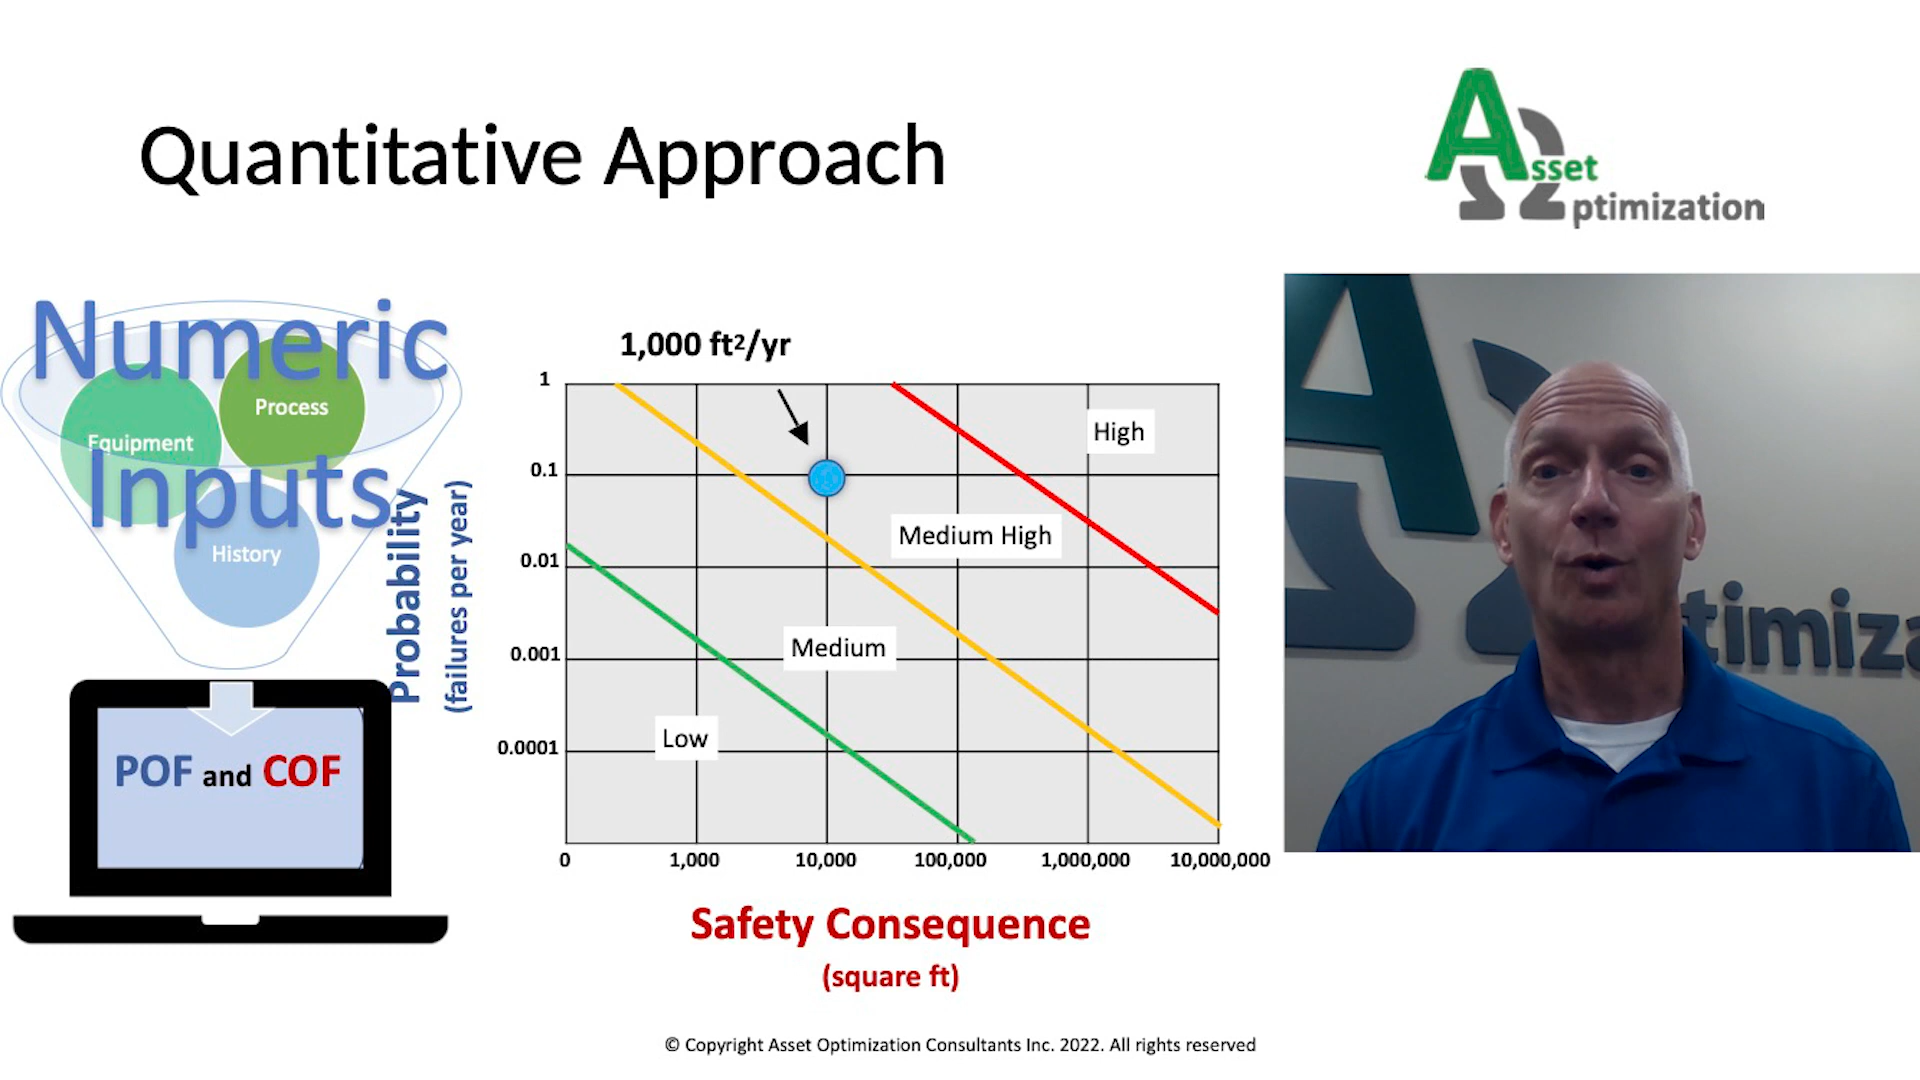 Quantitative Approach
Asset
Optimization
Numeric
Inputs
Equipment
Process
History
POF and COF
Probability
(failures per year)
1,000 ft²/yr
1
0.1
0.01
0.001
0.0001
High
Medium High
Medium
Low
0
1,000
10,000
100,000
1,000,000
10,000,000
Safety Consequence
(square ft)
timiza
© Copyright Asset Optimization Consultants Inc. 2022. All rights reserved